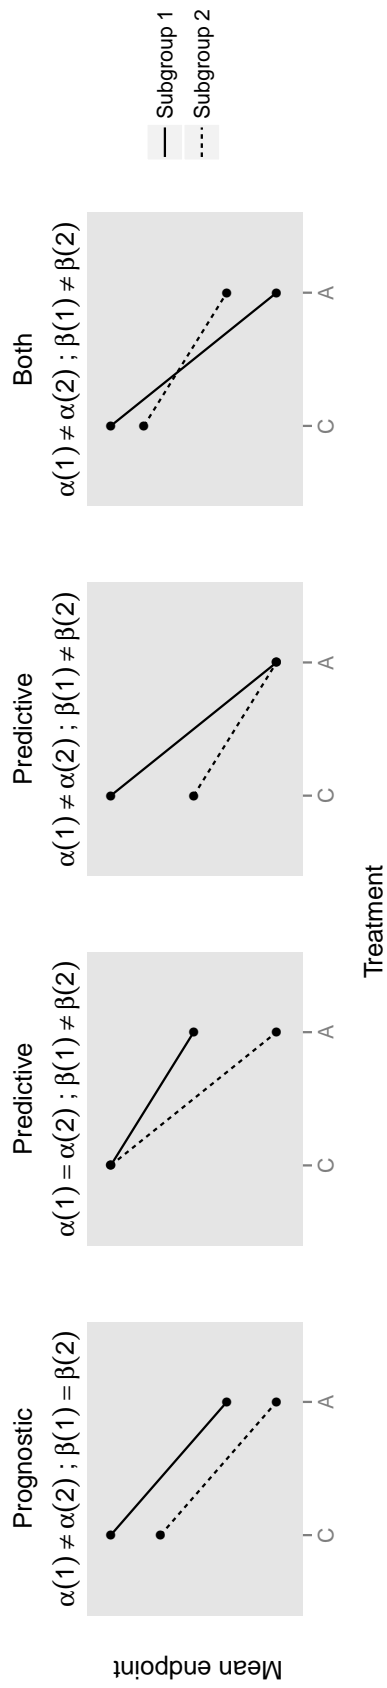 Prognostic
α(1) ≠ α(2) ; β(1) = β(2)
Predictive
α(1) = α(2) ; β(1) ≠ β(2)
Predictive
α(1) ≠ α(2) ; β(1) ≠ β(2)
Both
α(1) ≠ α(2) ; β(1) ≠ β(2)
Mean endpoint
C A
C A
C A
C A
Treatment
Subgroup 1
Subgroup 2